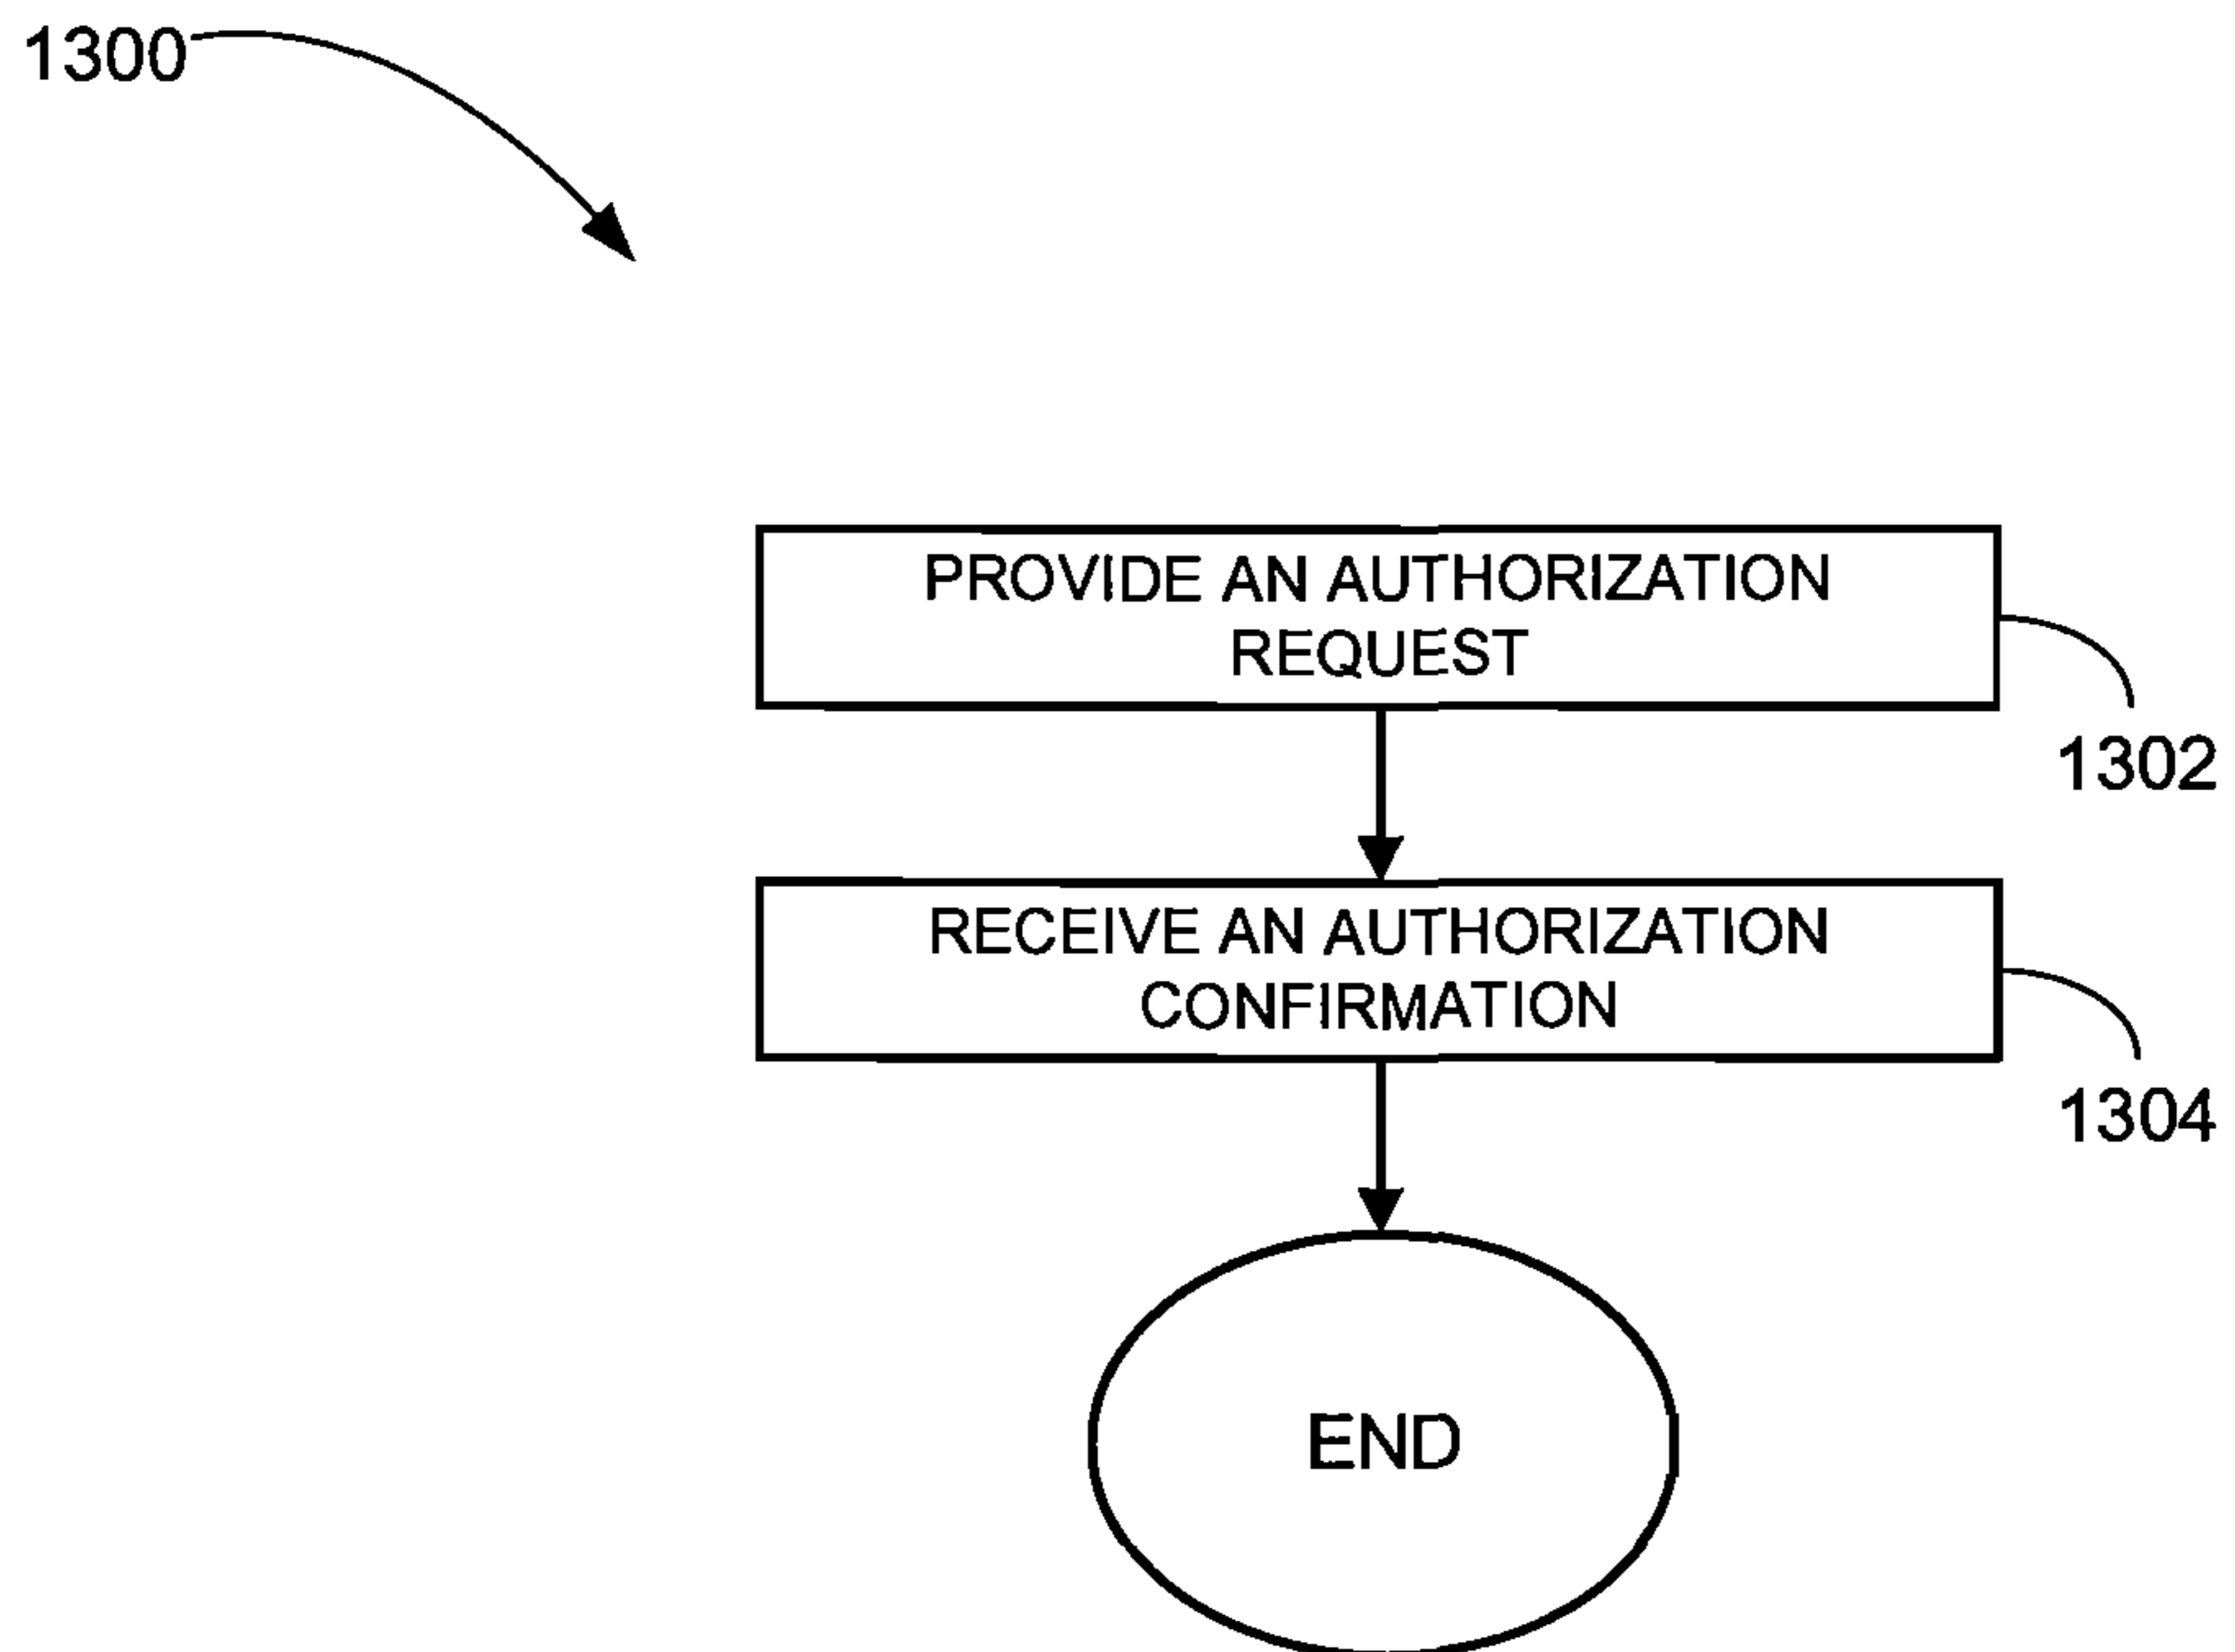 1300
PROVIDE AN AUTHORIZATION
REQUEST
1302
RECEIVE AN AUTHORIZATION
CONFIRMATION
1304
END